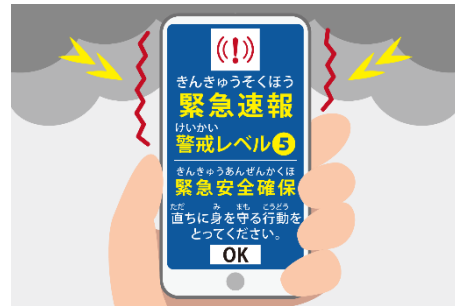 (!)
きんきゅうそくほう
緊急速報
けいかい
警戒レベル❺
きんきゅうあんぜんかくほ
緊急安全確保
ただ み まも こうどう
直ちに身を守る行動を
とってください。
OK